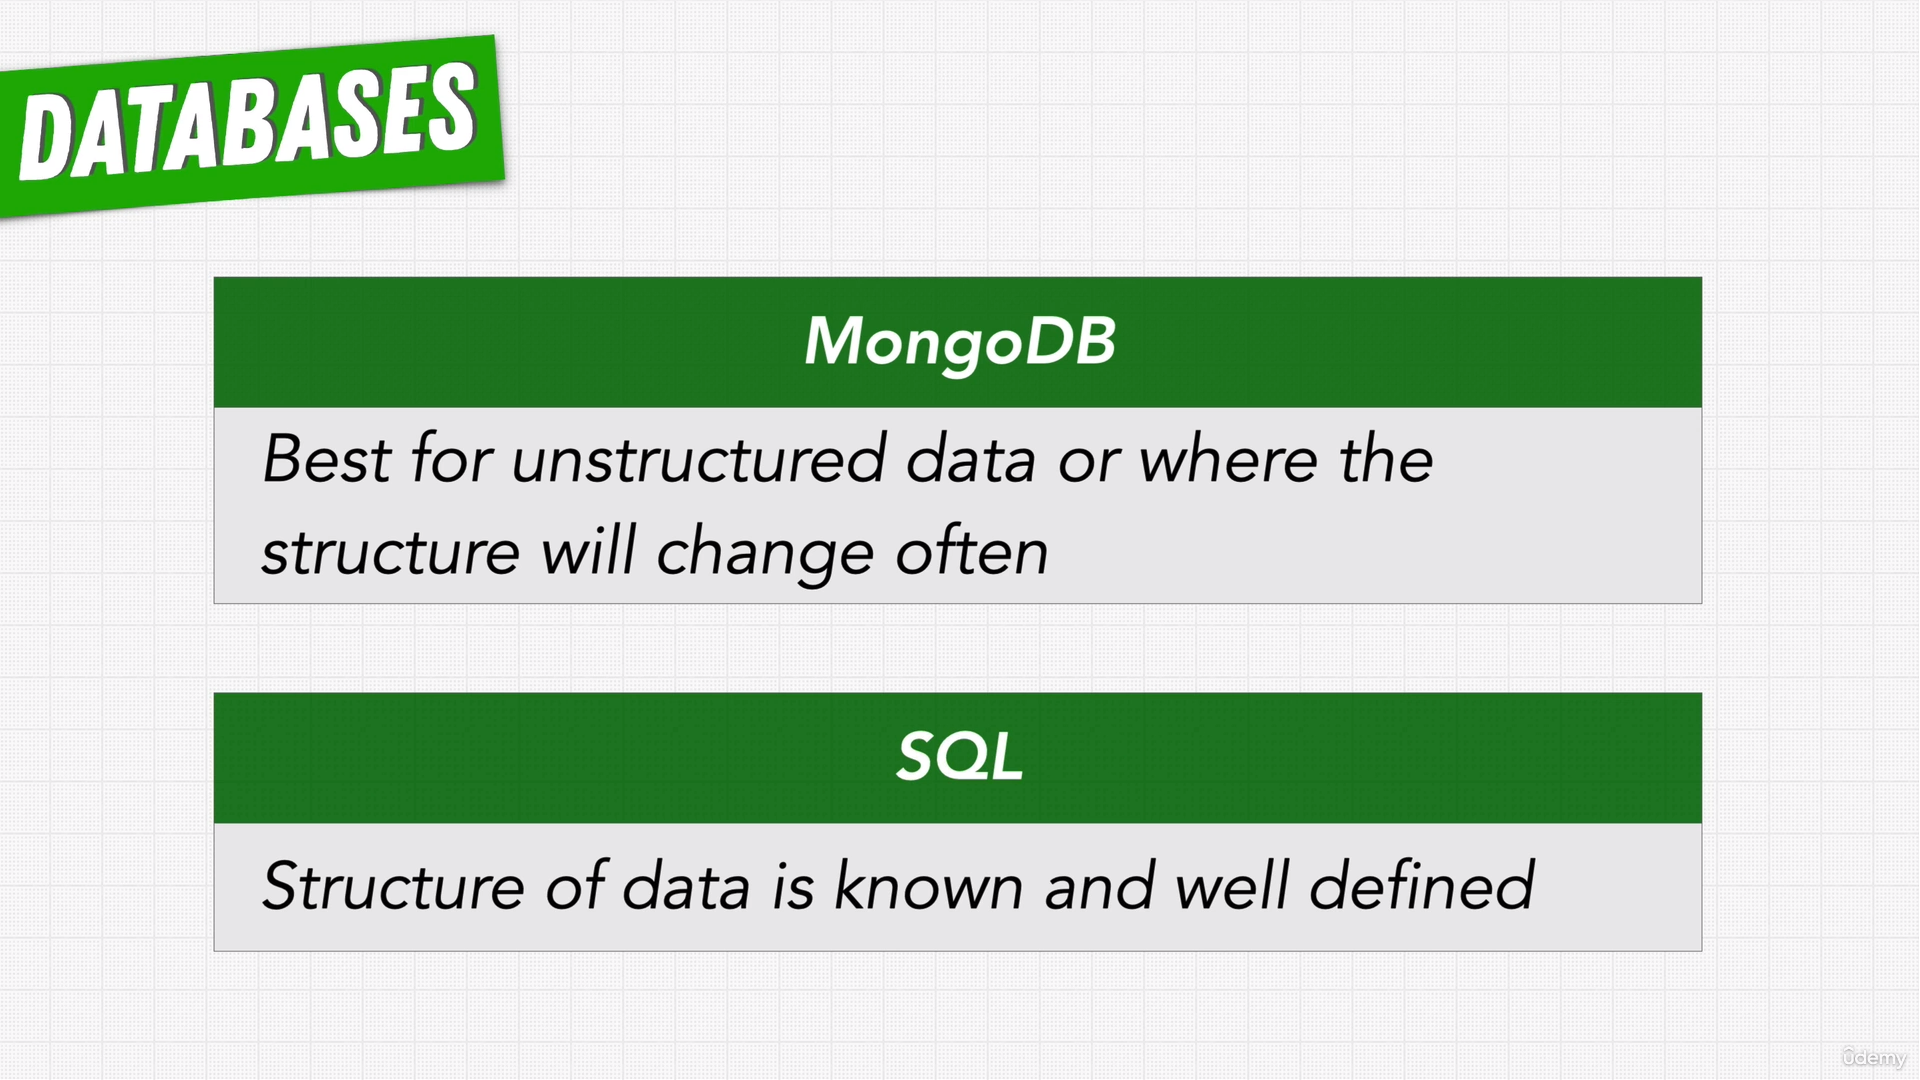 DATABASES
MongoDB
Best for unstructured data or where the
structure will change often
SQL
Structure of data is known and well defined
ûdemy